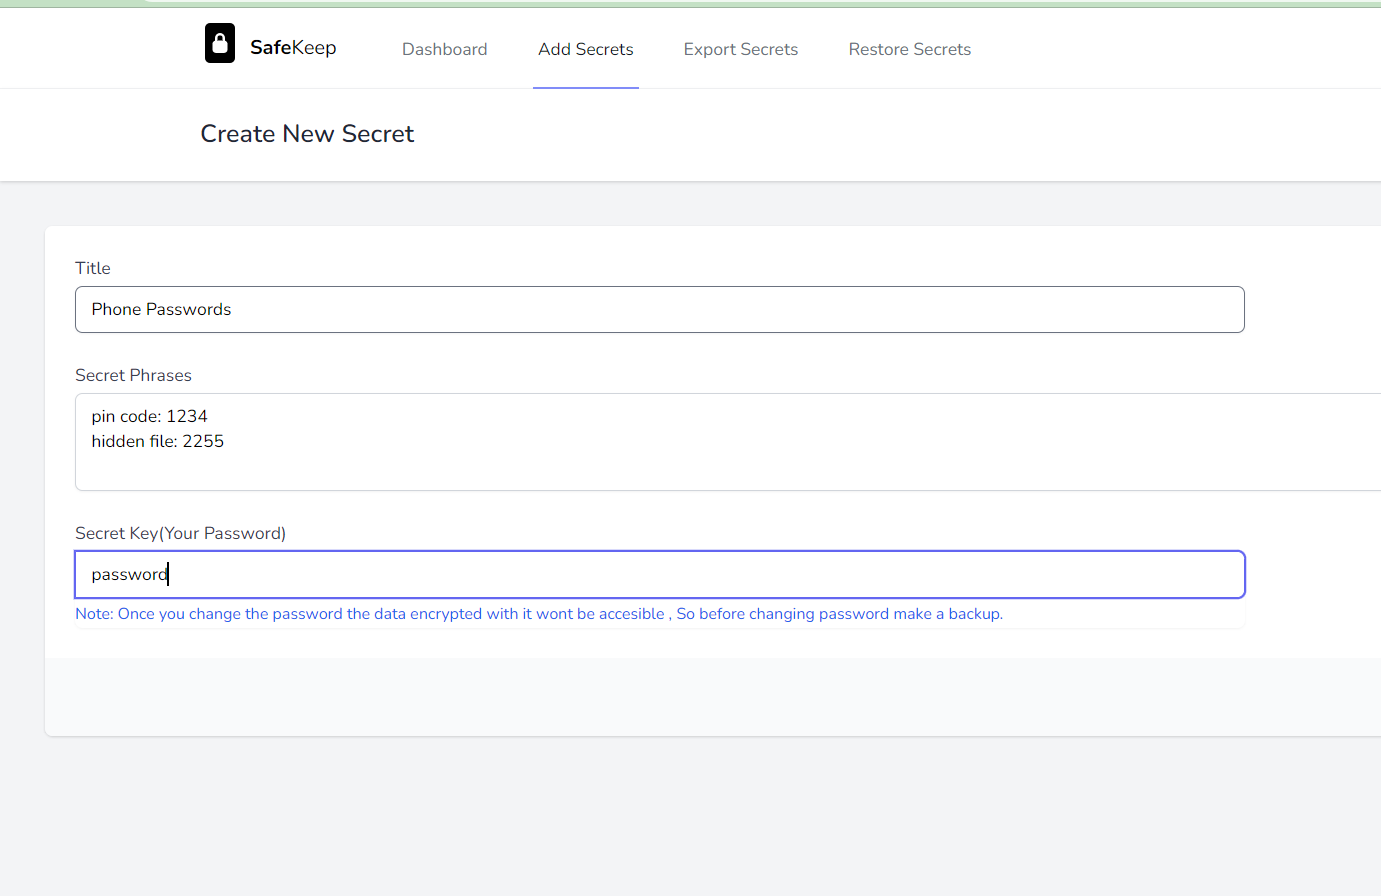 SafeKeep Dashboard Add Secrets Export Secrets Restore Secrets
Create New Secret
Title
Phone Passwords
Secret Phrases
pin code: 1234
hidden file: 2255
Secret Key(Your Password)
password
Note: Once you change the password the data encrypted with it wont be accesible , So before changing password make a backup.